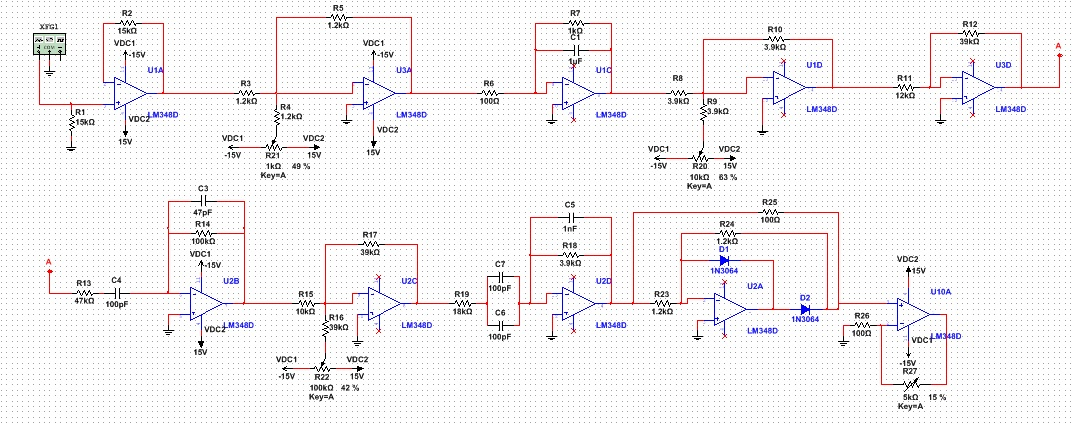 XFG1
COM
R2
15kΩ
VDC1
-15V
U1A
LM348D
VDC2
15V
R1
15kΩ
R3
1.2kΩ
R5
1.2kΩ
VDC1
-15V
U3A
LM348D
VDC2
15V
R4
1.2kΩ
VDC1
-15V
VDC2
15V
R21
1kΩ 49 %
Key=A
R6
100Ω
R7
1kΩ
C1
1uF
U1C
LM348D
R8
3.9kΩ
R9
3.9kΩ
R10
3.9kΩ
U1D
LM348D
VDC1
-15V
VDC2
15V
R20
10kΩ 63 %
Key=A
R11
12kΩ
R12
39kΩ
U3D
LM348D
A
A
R13
47kΩ
C4
100pF
C3
47pF
R14
100kΩ
VDC1
-15V
U2B
LM348D
VDC2
15V
R15
10kΩ
R17
39kΩ
U2C
LM348D
R16
39kΩ
VDC1
-15V
VDC2
15V
R22
100kΩ 42 %
Key=A
R19
18kΩ
C7
100pF
C6
100pF
C5
1nF
R18
3.9kΩ
U2D
LM348D
R25
100Ω
R24
1.2kΩ
D1
1N3064
R23
1.2kΩ
U2A
LM348D
D2
1N3064
VDC2
15V
U10A
LM348D
R26
100Ω
VDC1
-15V
R27
5kΩ 15 %
Key=A